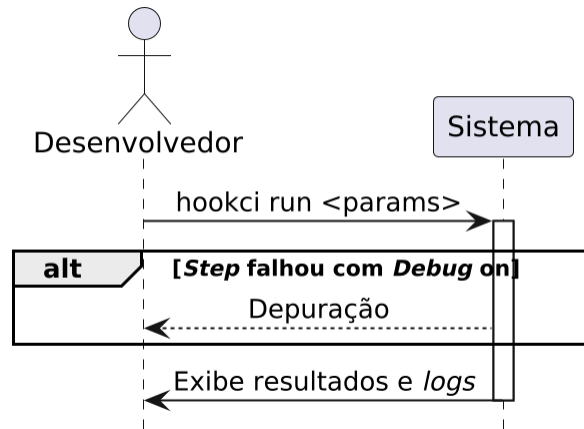 Desenvolvedor
Sistema
hookci run <params>
alt
[Step falhou com Debug on]
Depuração
Exibe resultados e logs